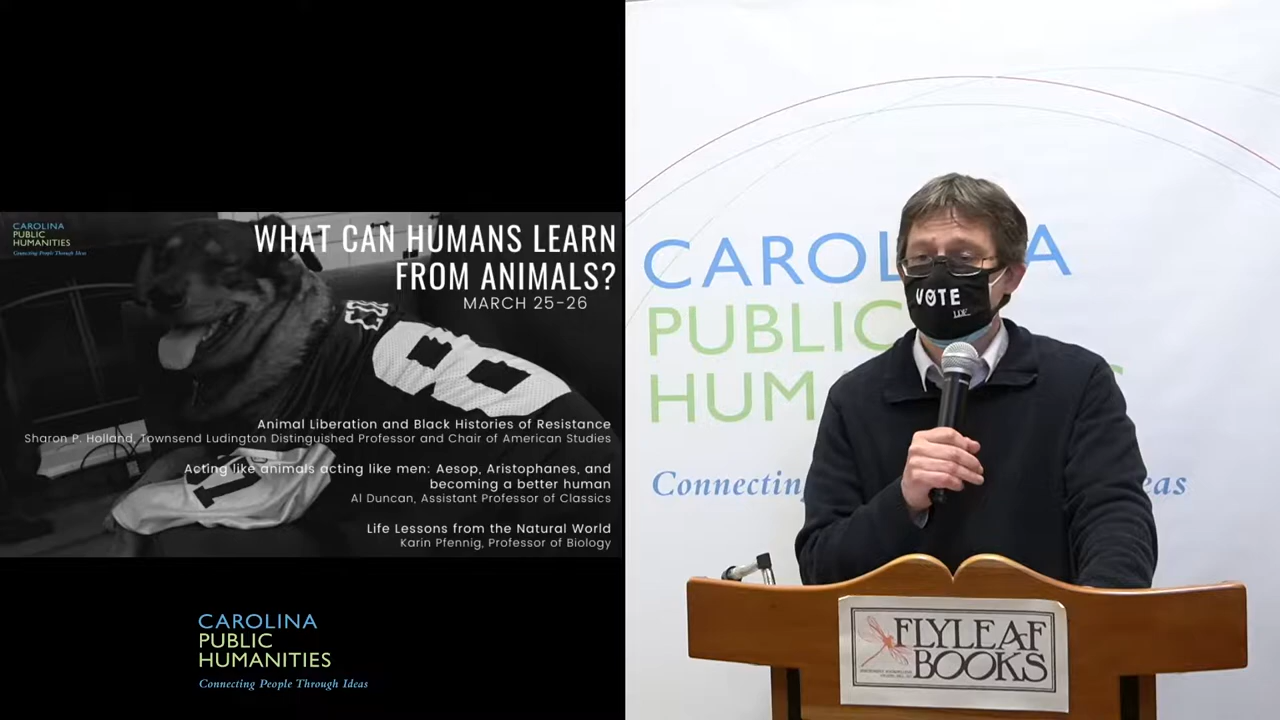 CAROLINA
PUBLIC
HUMANITIES
Connecting People Through Ideas
WHAT CAN HUMANS LEARN
FROM ANIMALS?
MARCH 25-26
Animal Liberation and Black Histories of Resistance
Sharon P. Holland, Townsend Ludington Distinguished Professor and Chair of American Studies
Acting like animals acting like men: Aesop, Aristophanes, and
becoming a better human
Al Duncan, Assistant Professor of Classics
Life Lessons from the Natural World
Karin Pfennig, Professor of Biology
CAROLINA
PUBLIC
HUMANITIES
Connecting People Through Ideas
CAROL A
PUBLIC
HUM S
Connectin eas
VOTE
FLYLEAF
BOOKS